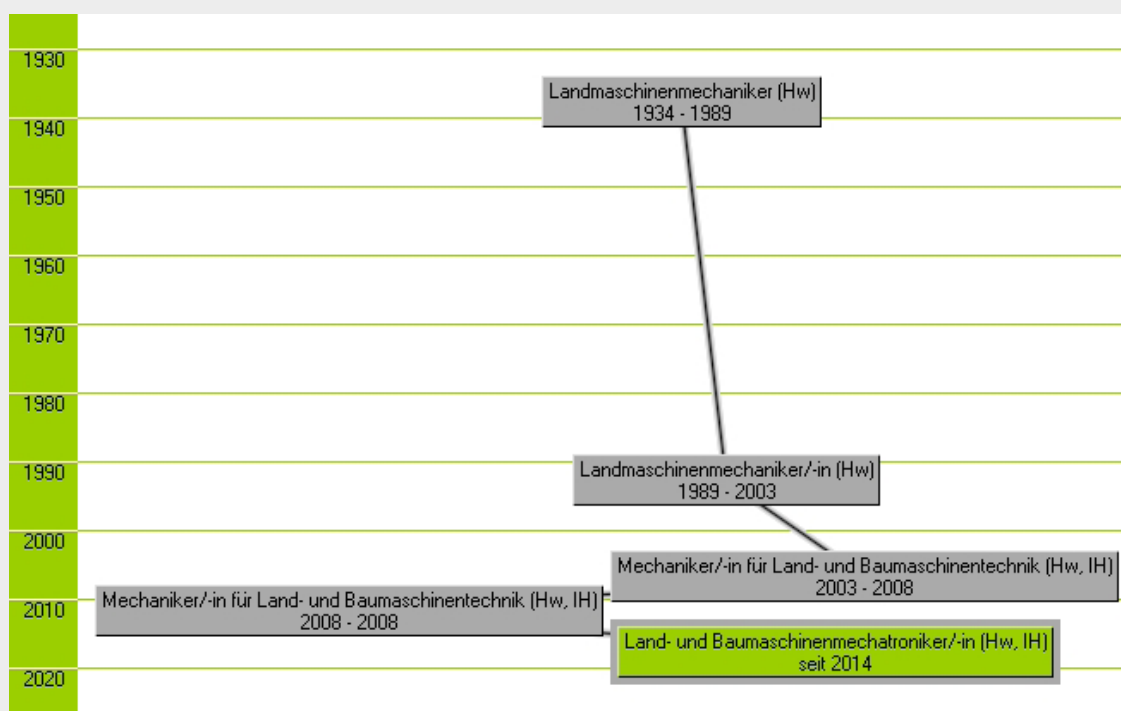 1930
Landmaschinenmechaniker (Hw)
1934 - 1989
1940
1950
1960
1970
1980
1990
Landmaschinenmechaniker/-in (Hw)
1989 - 2003
2000
Mechaniker/-in für Land- und Baumaschinentechnik (Hw, IH)
2003 - 2008
Mechaniker/-in für Land- und Baumaschinentechnik (Hw, IH)
2008 - 2008
2010
Land- und Baumaschinenmechatroniker/-in (Hw, IH)
seit 2014
2020